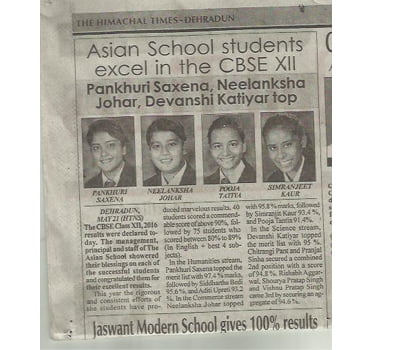 THE HIMACHAL TIMES-DEHRADUN
Asian School students
excel in the CBSE XII
Pankhuri Saxena, Neelanksha
Johar, Devanshi Katiyar top
PANKHURI
SAXENA
NEELANKSHA
JOHAR
POOJA
TATIYA
SIMRANJEET
KAUR
DEHRADUN,
MAY21 (HTNS)
The CBSE Class XII, 2016
results were declared to-
day. The management,
principal and staff of The
Asian School showered
their blessings on each of
the successful students
and congratulated them for
their excellent results.
This year the rigorous and
consistent efforts of the
students have pro-
duced marvelous results, 40
students scored a commend-
able score of above 90%, fol-
lowed by 75 students who
scored between 80% to 89%
(In English + best 4 sub-
jects).
In the Humanities stream,
Pankhuri Saxena topped the
merit list with 97.4% marks,
followed by Siddhartha Bedi
95.6 %, and Aditi Upreti 93.2
%. In the Commerce stream
Neelanksha Johar topped
with 95.8 % marks, followed
by Simranjit Kaur 93.4 %,
and Pooja Tatiya 91.4%.
In the Science stream,
Devanshi Katiyar topped
the merit list with 95 %.
Chitrangi Pant and Pranjal
Sinha secured a combined
2nd position with a score
of 94.8 %. Rishabh Aggar-
wal, Shourya Pratap Singh
and Vishnu Pratap Singh
came 3rd by securing an ag-
gregate of 94.6%.
Jaswant Modern School gives 100% results